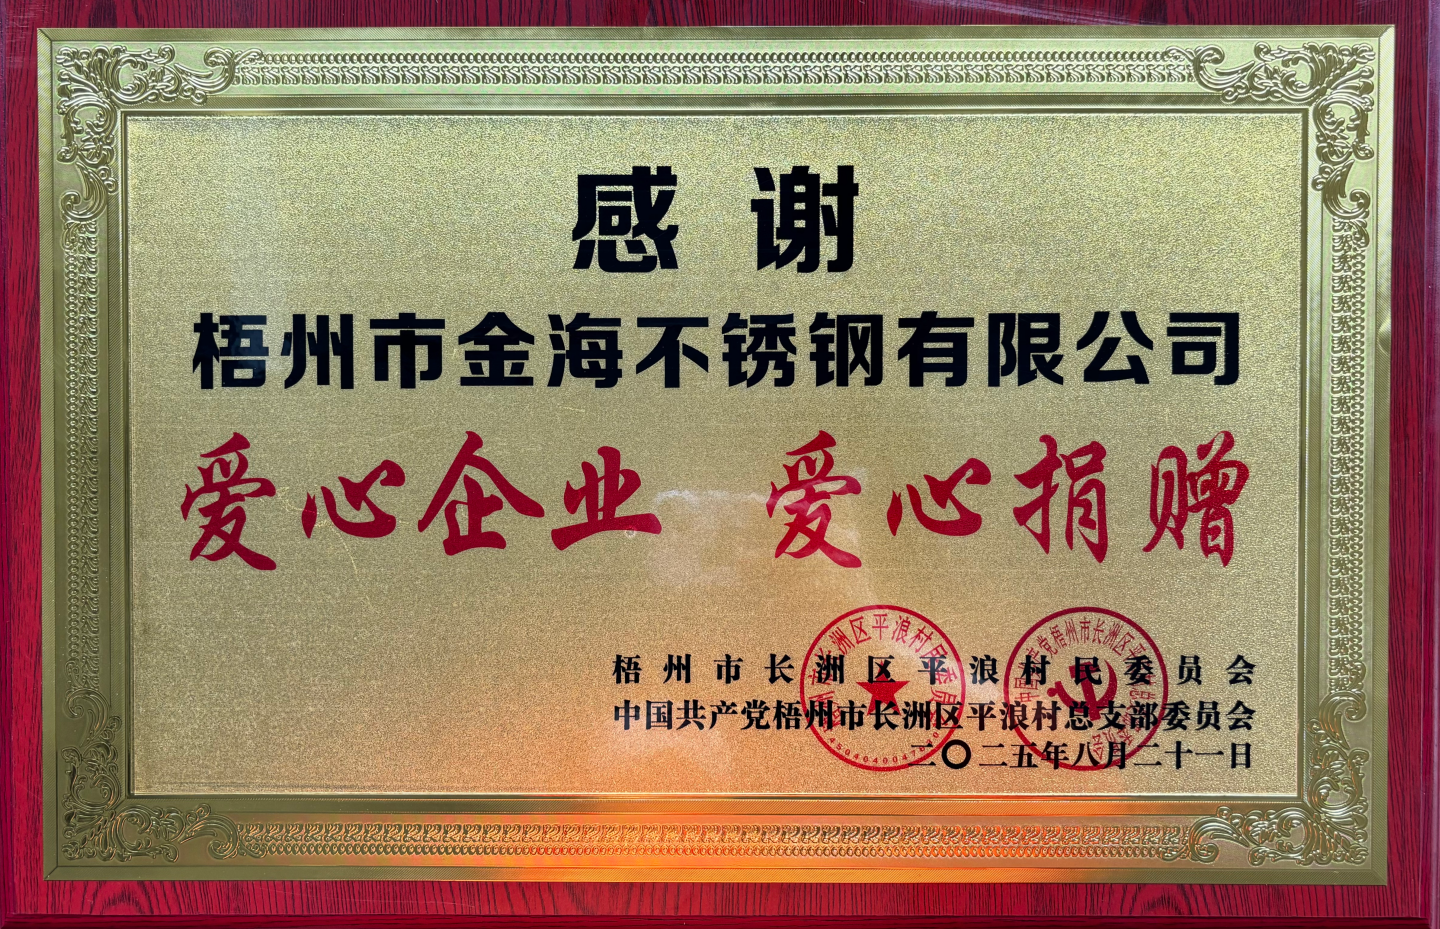 感谢
梧州市金海不锈钢有限公司
爱心企业 爱心捐赠
梧州市长洲区平浪村民委员会
中国共产党梧州市长洲区平浪村总支部委员会
二〇二五年八月二十一日